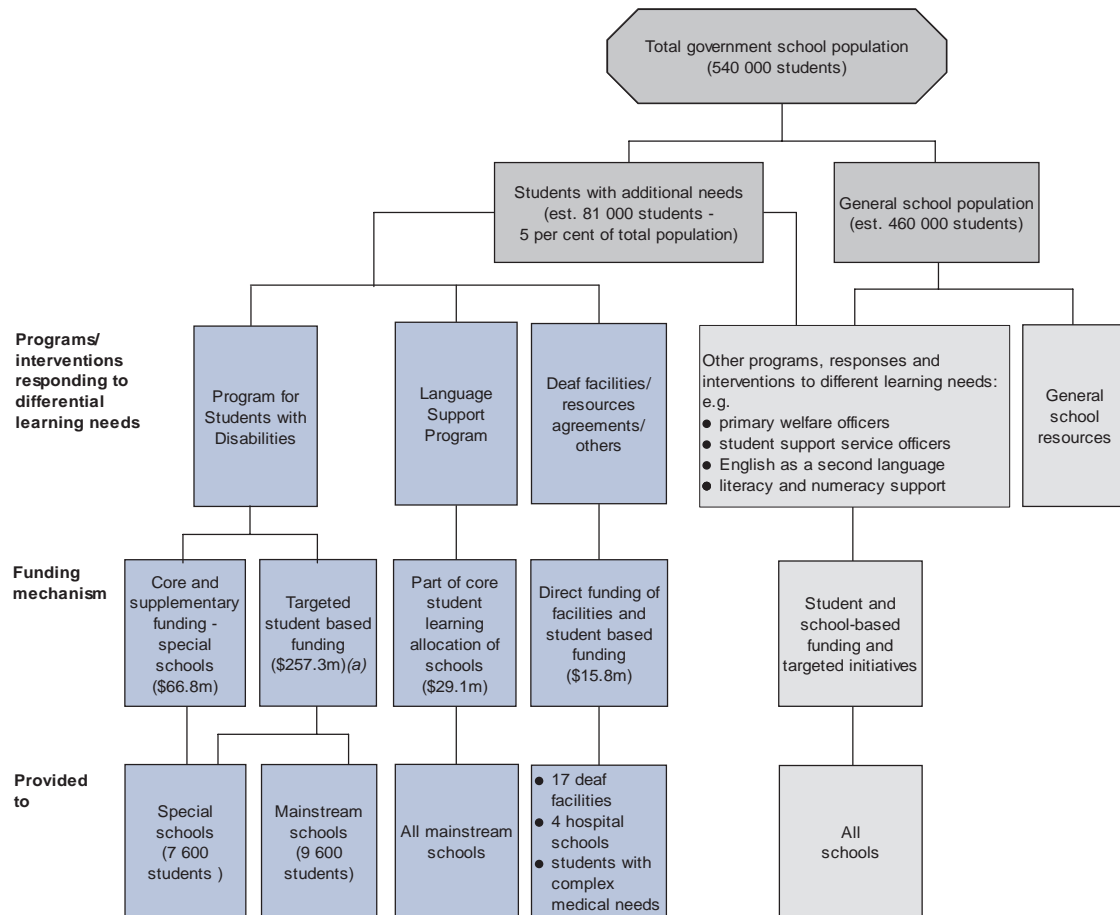 Total government school population
(540 000 students)
Students with additional needs
(est. 81 000 students -
5 per cent of total population)
General school population
(est. 460 000 students)
Programs/
interventions
responding to
differential
learning needs
Program for
Students with
Disabilities
Language
Support
Program
Deaf facilities/
resources
agreements/
others
Other programs, responses and
interventions to different learning needs:
e.g.
● primary welfare officers
● student support service officers
● English as a second language
● literacy and numeracy support
General
school
resources
Funding
mechanism
Core and
supplementary
funding -
special
schools
($66.8m)
Targeted
student based
funding
($257.3m)(a)
Part of core
student
learning
allocation of
schools
($29.1m)
Direct funding of
facilities and
student based
funding
($15.8m)
Student and
school-based
funding and
targeted initiatives
Provided
to
Special
schools
(7 600
students )
Mainstream
schools (9 600
students)
All mainstream
schools
● 17 deaf
facilities
● 4 hospital
schools
● students with
complex
medical needs
All
schools